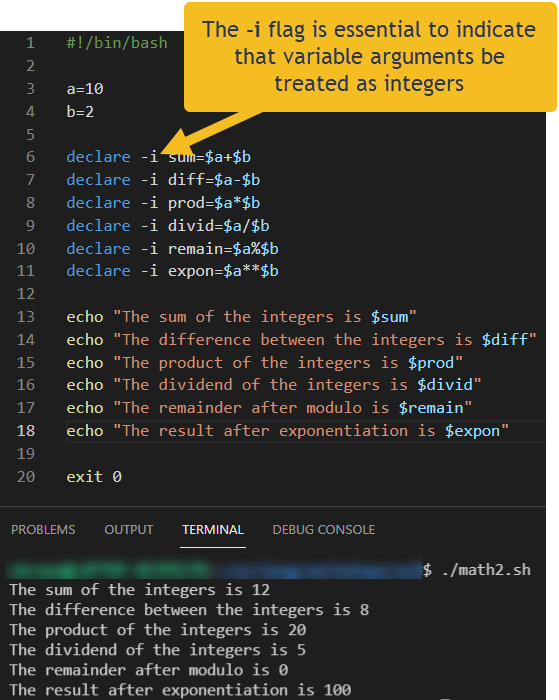 The -i flag is essential to indicate
that variable arguments be
treated as integers
1 #!/bin/bash
2
3 a=10
4 b=2
5
6 declare -i sum=$a+$b
7 declare -i diff=$a-$b
8 declare -i prod=$a*$b
9 declare -i divid=$a/$b
10 declare -i remain=$a%$b
11 declare -i expon=$a**$b
12
13 echo "The sum of the integers is $sum"
14 echo "The difference between the integers is $diff"
15 echo "The product of the integers is $prod"
16 echo "The dividend of the integers is $divid"
17 echo "The remainder after modulo is $remain"
18 echo "The result after exponentiation is $expon"
19
20 exit 0
PROBLEMS OUTPUT TERMINAL DEBUG CONSOLE
$ ./math2.sh
The sum of the integers is 12
The difference between the integers is 8
The product of the integers is 20
The dividend of the integers is 5
The remainder after modulo is 0
The result after exponentiation is 100